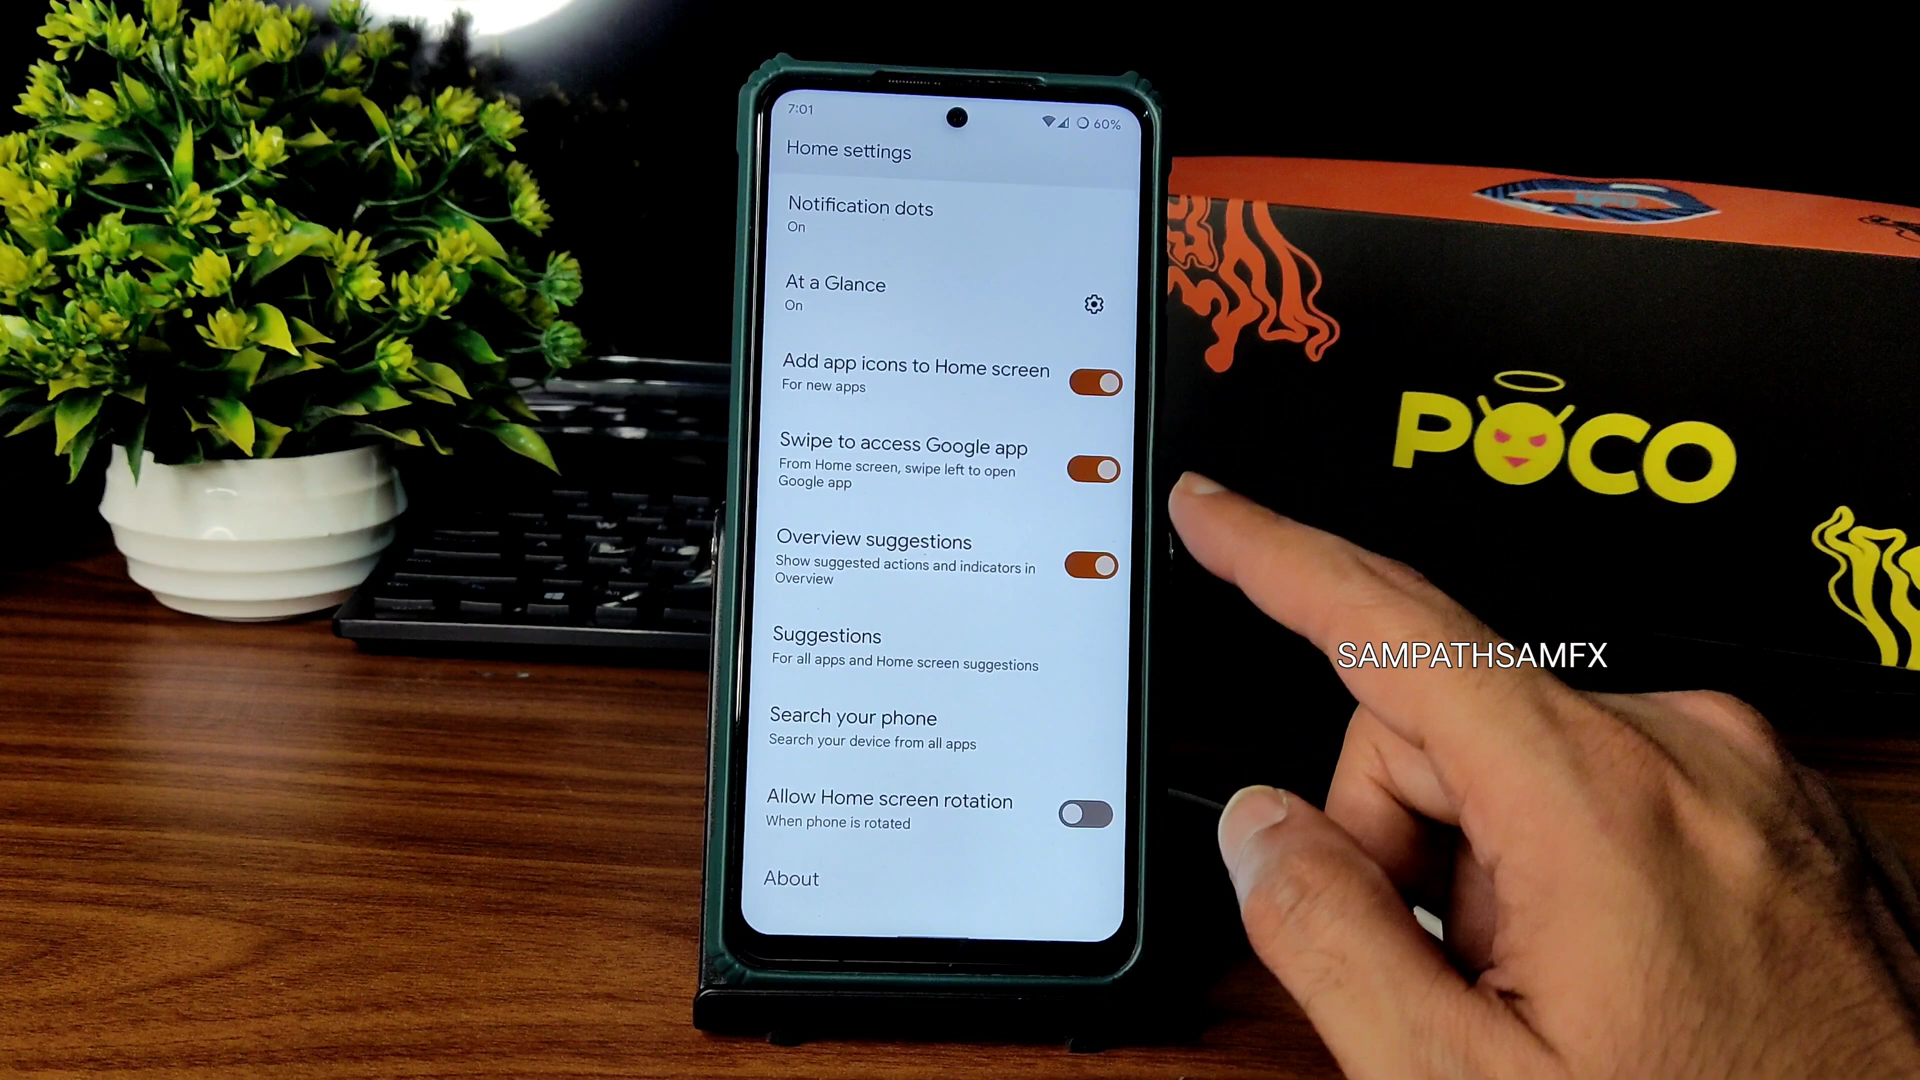 7:01
60%
Home settings
Notification dots
On
At a Glance
On
Add app icons to Home screen
For new apps
Swipe to access Google app
From Home screen, swipe left to open
Google app
Overview suggestions
Show suggested actions and indicators in
Overview
Suggestions
For all apps and Home screen suggestions
Search your phone
Search your device from all apps
Allow Home screen rotation
When phone is rotated
About
POCO
SAMPATHSAMFX